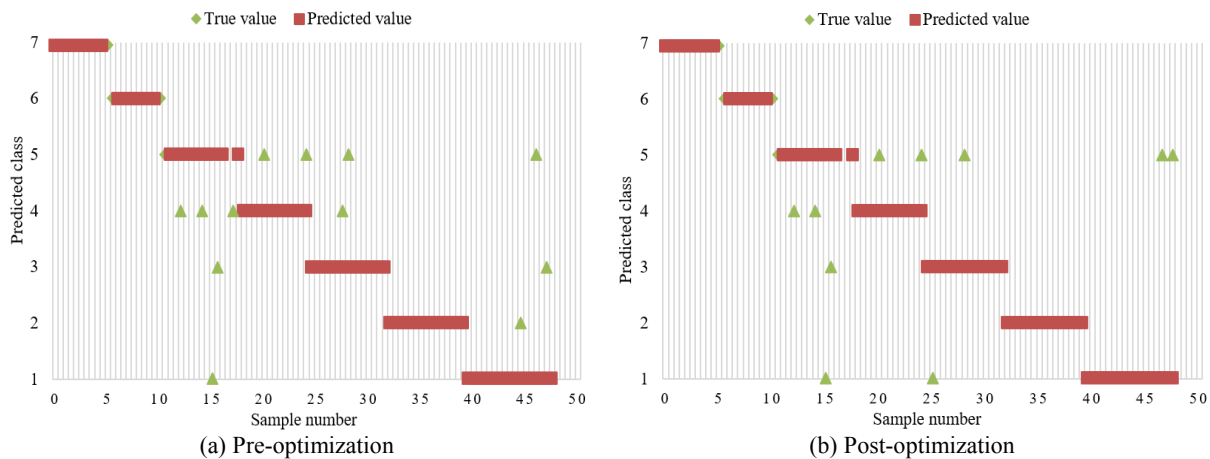 True value Predicted value
Predicted class
7
6
5
4
3
2
1
0 5 10 15 20 25 30 35 40 45 50
Sample number
(a) Pre-optimization
True value Predicted value
Predicted class
7
6
5
4
3
2
1
0 5 10 15 20 25 30 35 40 45 50
Sample number
(b) Post-optimization